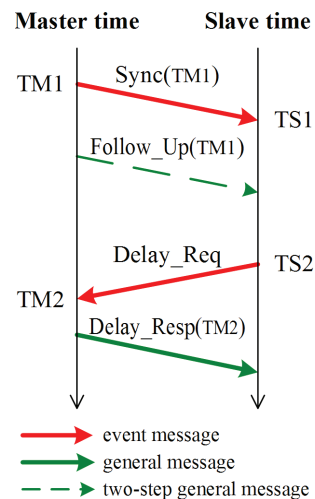 Master time Slave time
TM1
Sync(TM1)
TS1
Follow_Up(TM1)
Delay_Req
TS2
TM2
Delay_Resp(TM2)
event message
general message
two-step general message